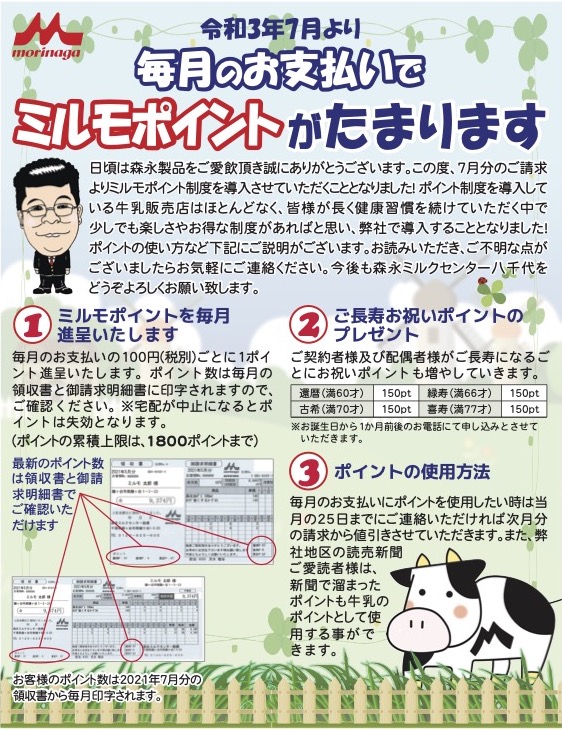 morinaga
令和3年7月より
毎月のお支払いで
ミルモポイントがたまります
日頃は森永製品をご愛飲頂き誠にありがとうございます。この度、7月分のご請求
よりミルモポイント制度を導入させていただくこととなりました! ポイント制度を導入して
いる牛乳販売店はほとんどなく、皆様が長く健康習慣を続けていただく中で
少しでも楽しさやお得な制度があればと思い、弊社で導入することとなりました!
ポイントの使い方など下記にご説明がございます。お読みいただき、ご不明な点が
ございましたらお気軽にご連絡ください。今後も森永ミルクセンター八千代を
どうぞよろしくお願い致します。
1 ミルモポイントを毎月
進呈いたします
毎月のお支払いの100円(税別)ごとに1ポイ
ント進呈いたします。ポイント数は毎月の
領収書と御請求明細書に印字されますので、
ご確認ください。※宅配が中止になるとポ
イントは失効となります。
(ポイントの累積上限は、1800ポイントまで)
最新のポイント数
は領収書と御請
求明細書で
ご確認いた
だけます
お客様のポイント数は2021年7月分の
領収書から毎月印字されます。
2 ご長寿お祝いポイントの
プレゼント
ご契約者様及び配偶者様がご長寿になるご
とにお祝いポイントも増やしていきます。
還暦(満60才) 150pt 緑寿(満66才) 150pt
古希(満70才) 150pt 喜寿(満77才) 150pt
※お誕生日から1か月前後のお電話にて申し込みとさせて
いただきます。
3 ポイントの使用方法
毎月のお支払いにポイントを使用したい時は当
月の25日までにご連絡いただければ次月分
の請求から値引きさせていただきます。また、弊
社地区の読売新聞
ご愛読者様は、
新聞で溜まった
ポイントも牛乳の
ポイントとして使
用する事がで
きます。